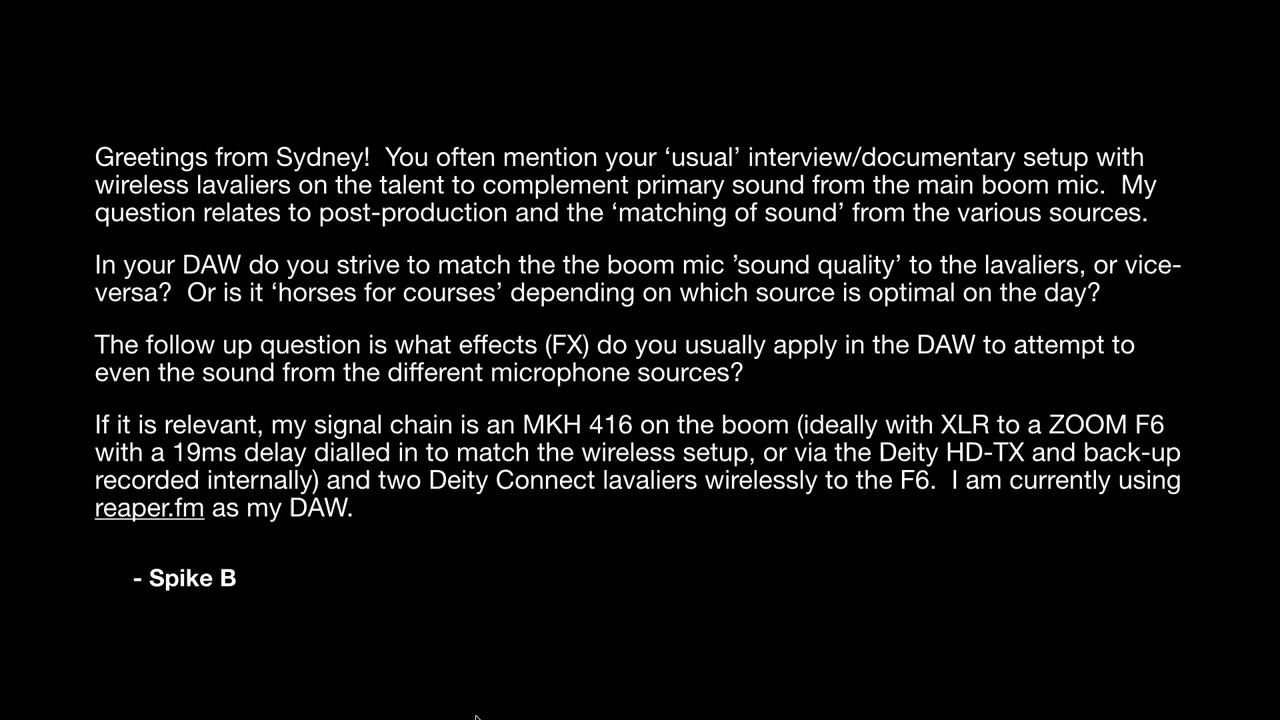 Greetings from Sydney!  You often mention your ‘usual’ interview/documentary setup with
wireless lavaliers on the talent to complement primary sound from the main boom mic.  My
question relates to post-production and the ‘matching of sound’ from the various sources.
In your DAW do you strive to match the the boom mic ’sound quality’ to the lavaliers, or vice-
versa?  Or is it ‘horses for courses’ depending on which source is optimal on the day?
The follow up question is what effects (FX) do you usually apply in the DAW to attempt to
even the sound from the different microphone sources?
If it is relevant, my signal chain is an MKH 416 on the boom (ideally with XLR to a ZOOM F6
with a 19ms delay dialled in to match the wireless setup, or via the Deity HD-TX and back-up
recorded internally) and two Deity Connect lavaliers wirelessly to the F6.  I am currently using
reaper.fm as my DAW.
- Spike B